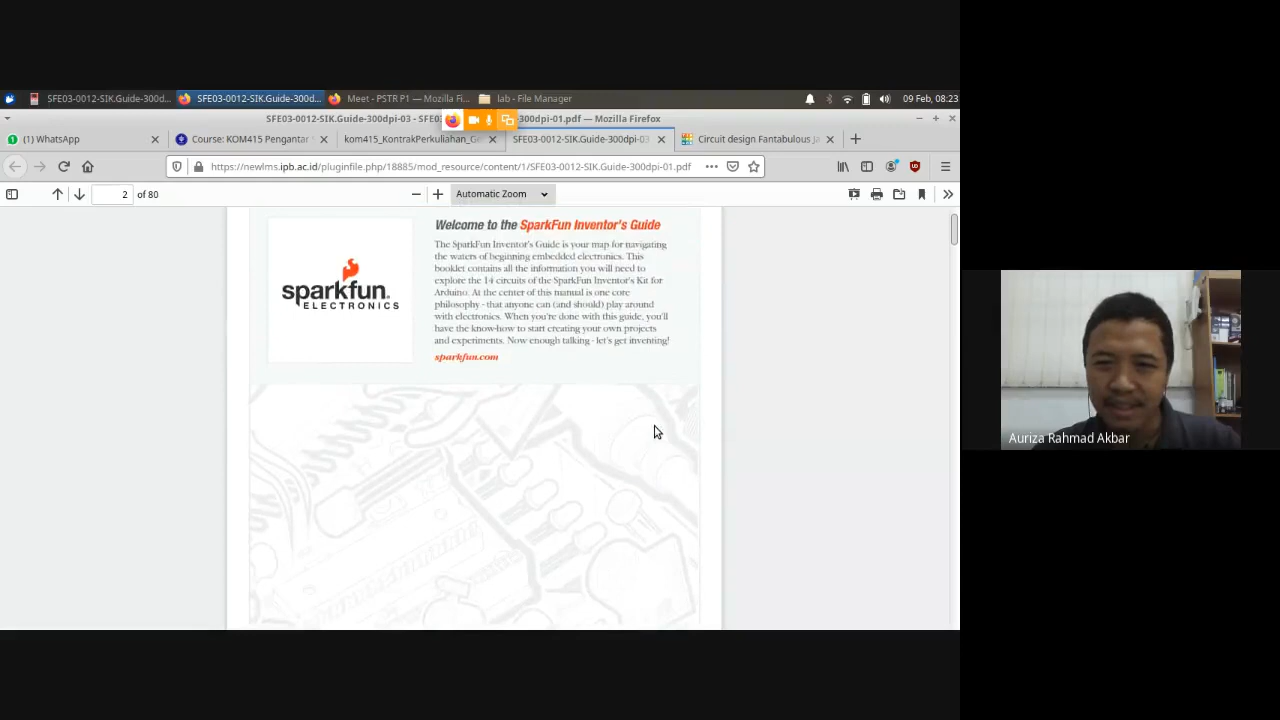 SFE03-0012-SIK.Guide-300d...
SFE03-0012-SIK.Guide-300d...
Meet - PSTR P1 — Mozilla Fi...
lab - File Manager
09 Feb, 08:23
SFE03-0012-SIK.Guide-300dpi-03 - SFE0
300dpi-01.pdf — Mozilla Firefox
(1) WhatsApp
Course: KOM415 Pengantar
kom415_KontrakPerkuliahan_Ge
SFE03-0012-SIK.Guide-300dpi-03
Circuit design Fantabulous Ja
https://newlms.ipb.ac.id/pluginfile.php/18885/mod_resource/content/1/SFE03-0012-SIK.Guide-300dpi-01.pdf
2 of 80
Automatic Zoom
sparkfun
ELECTRONICS
Welcome to the SparkFun Inventor's Guide
The SparkFun Inventor's Guide is your map for navigating
the waters of beginning embedded electronics. This
booklet contains all the information you will need to
explore the 14 circuits of the SparkFun Inventor's Kit for
Arduino. At the center of this manual is one core
philosophy - that anyone can (and should) play around
with electronics. When you're done with this guide, you'll
have the know-how to start creating your own projects
and experiments. Now enough talking - let's get inventing!
sparkfun.com
Auriza Rahmad Akbar